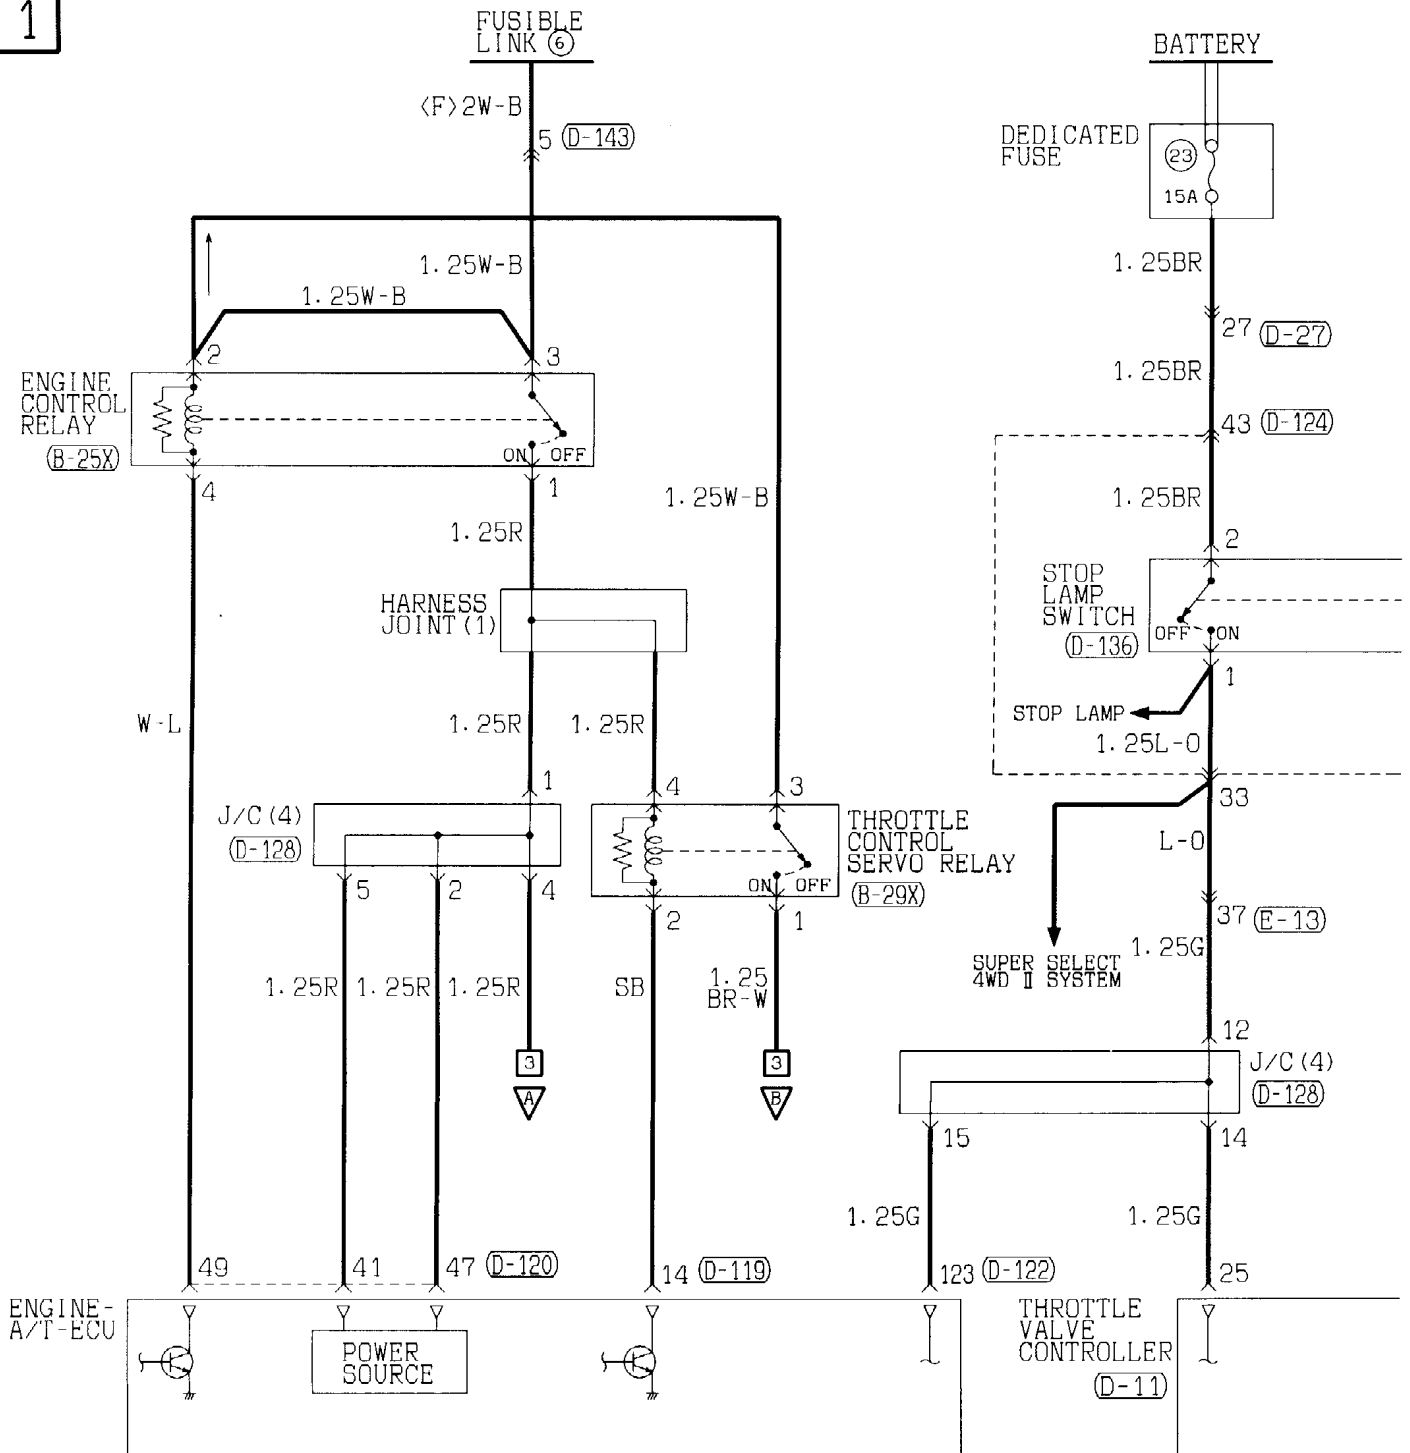 1
FUSIBLE
LINK 6
BATTERY
<F>2W-B
5 (D-143)
DEDICATED
FUSE
23
15A
1.25W-B
1.25BR
1.25W-B
27 (D-27)
2
3
1.25BR
ENGINE
CONTROL
RELAY
(B-25X)
ON OFF
43 (D-124)
4
1
1.25W-B
1.25BR
1.25R
2
STOP
LAMP
SWITCH
(D-136)
OFF ON
HARNESS
JOINT(1)
1
W-L
1.25R
1.25R
STOP LAMP
1.25L-O
1
4
3
33
J/C(4)
(D-128)
THROTTLE
CONTROL
SERVO RELAY
(B-29X)
ON OFF
L-O
5
2
4
2
1
37 (E-13)
1.25G
1.25R
1.25R
1.25R
SB
1.25
BR-W
SUPER SELECT
4WD Ⅱ SYSTEM
12
3
3
J/C(4)
(D-128)
A
B
15
14
1.25G
1.25G
49
41
47 (D-120)
14 (D-119)
123 (D-122)
25
ENGINE-
A/T-ECU
POWER
SOURCE
THROTTLE
VALVE
CONTROLLER
(D-11)